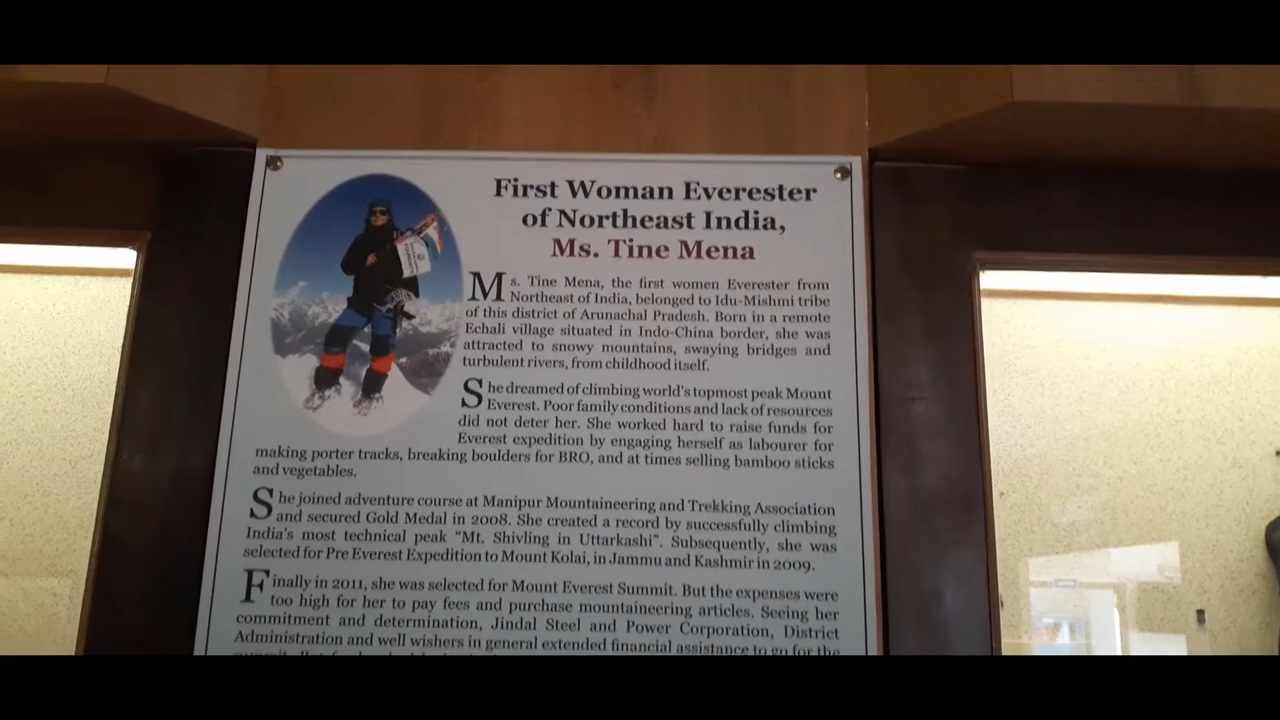 First Woman Everester
of Northeast India,
Ms. Tine Mena
Ms. Tine Mena, the first women Everester from
Northeast of India, belonged to Idu-Mishmi tribe
of this district of Arunachal Pradesh. Born in a remote
Echali village situated in Indo-China border, she was
attracted to snowy mountains, swaying bridges and
turbulent rivers, from childhood itself.
She dreamed of climbing world's topmost peak Mount
Everest. Poor family conditions and lack of resources
did not deter her. She worked hard to raise funds for
Everest expedition by engaging herself as labourer for
making porter tracks, breaking boulders for BRO, and at times selling bamboo sticks
and vegetables.
She joined adventure course at Manipur Mountaineering and Trekking Association
and secured Gold Medal in 2008. She created a record by successfully climbing
India's most technical peak “Mt. Shivling in Uttarkashi”. Subsequently, she was
selected for Pre Everest Expedition to Mount Kolai, in Jammu and Kashmir in 2009.
Finally in 2011, she was selected for Mount Everest Summit. But the expenses were
too high for her to pay fees and purchase mountaineering articles. Seeing her
commitment and determination, Jindal Steel and Power Corporation, District
Administration and well wishers in general extended financial assistance to go for the